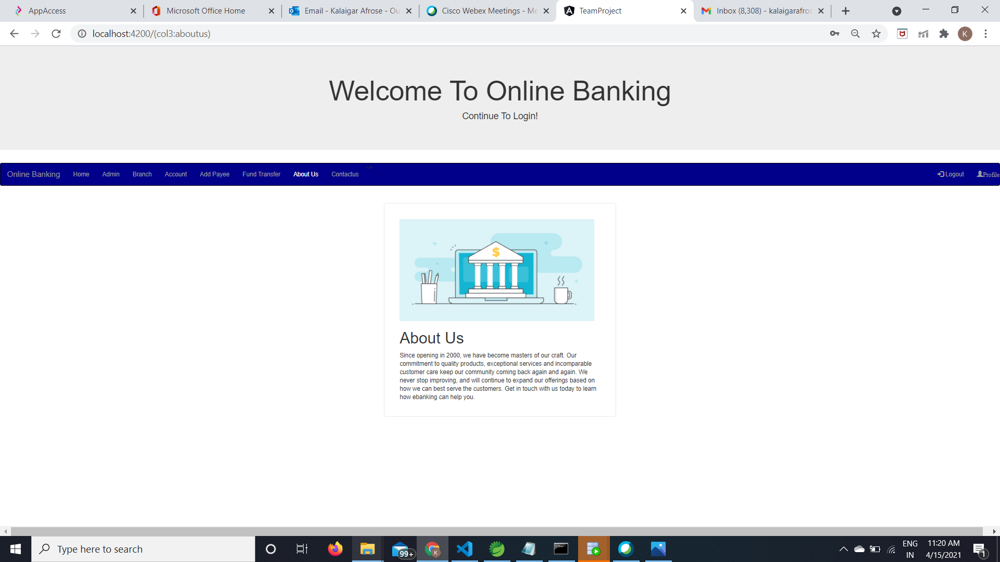 AppAccess
Microsoft Office Home
Email - Kalaigar Afrose - Ou
Cisco Webex Meetings - Me
TeamProject
Inbox (8,308) - kalaigarafros
localhost:4200/(col3:aboutus)
K
Welcome To Online Banking
Continue To Login!
Online Banking Home Admin Branch Account Add Payee Fund Transfer About Us Contactus --> Logout Profile
$
About Us
Since opening in 2000, we have become masters of our craft. Our
commitment to quality products, exceptional services and incomparable
customer care keep our community coming back again and again. We
never stop improving, and will continue to expand our offerings based on
how we can best serve the customers. Get in touch with us today to learn
how ebanking can help you.
Type here to search
99+
K
ENG
IN
11:20 AM
4/15/2021
1